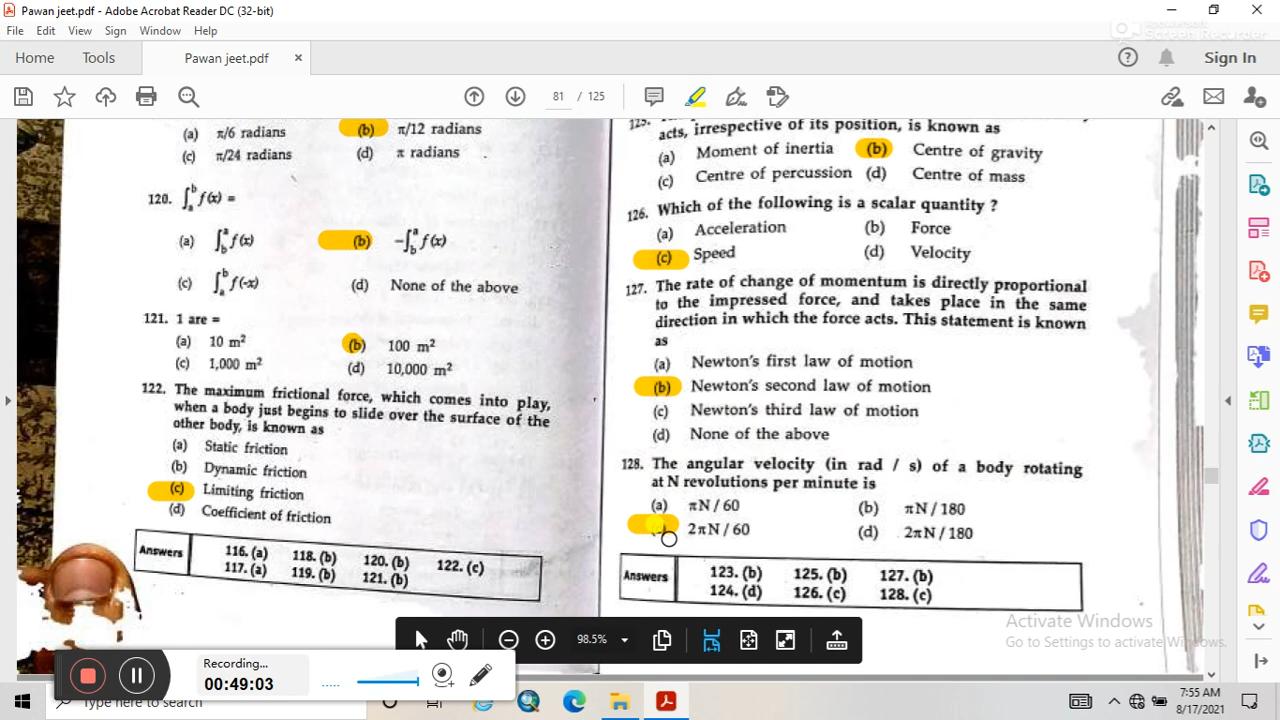 Pawan jeet.pdf - Adobe Acrobat Reader DC (32-bit)
File Edit View Sign Window Help
Home Tools Pawan jeet.pdf ×
Sign In
81 / 125
(a) π/6 radians (b) π/12 radians
(c) π/24 radians (d) π radians
120. ∫ₐᵇ f(x) =
(a) ∫_b^a f(x) (b) -∫_b^a f(x)
(c) ∫ₐᵇ f(-x) (d) None of the above
121. 1 are =
(a) 10 m² (b) 100 m²
(c) 1,000 m² (d) 10,000 m²
122. The maximum frictional force, which comes into play,
when a body just begins to slide over the surface of the
other body, is known as
(a) Static friction
(b) Dynamic friction
(c) Limiting friction
(d) Coefficient of friction
Answers
116. (a) 118. (b) 120. (b) 122. (c)
117. (a) 119. (b) 121. (b)
acts, irrespective of its position, is known as
(a) Moment of inertia (b) Centre of gravity
(c) Centre of percussion (d) Centre of mass
126. Which of the following is a scalar quantity ?
(a) Acceleration (b) Force
(c) Speed (d) Velocity
127. The rate of change of momentum is directly proportional
to the impressed force, and takes place in the same
direction in which the force acts. This statement is known
as
(a) Newton's first law of motion
(b) Newton's second law of motion
(c) Newton's third law of motion
(d) None of the above
128. The angular velocity (in rad / s) of a body rotating
at N revolutions per minute is
(a) πN / 60 (b) πN / 180
2πN / 60 (d) 2πN / 180
Answers
123. (b) 125. (b) 127. (b)
124. (d) 126. (c) 128. (c)
Activate Windows
Go to Settings to activate Windows.
98.5%
Recording...
00:49:03
Type here to search
7:55 AM
8/17/2021
Screen Recorder